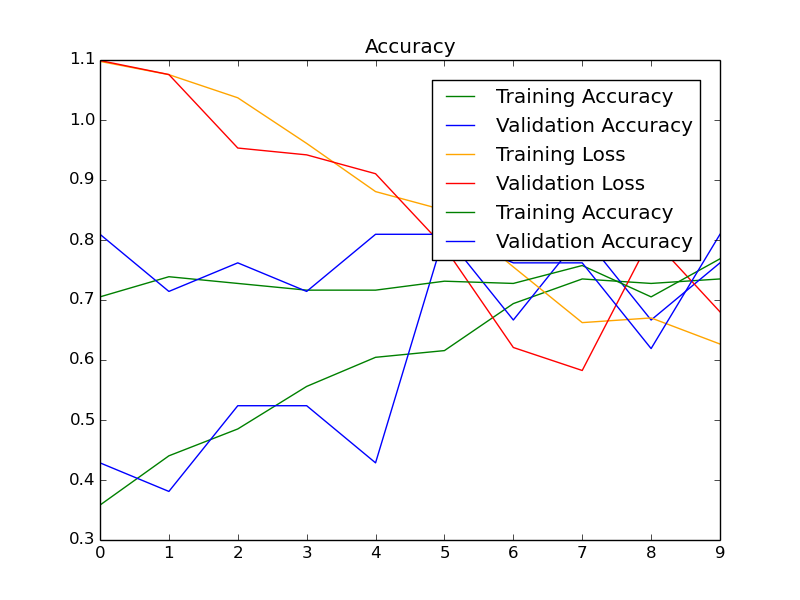 Accuracy
1.1
1.0
0.9
0.8
0.7
0.6
0.5
0.4
0.3
Training Accuracy
Validation Accuracy
Training Loss
Validation Loss
Training Accuracy
Validation Accuracy
0 1 2 3 4 5 6 7 8 9